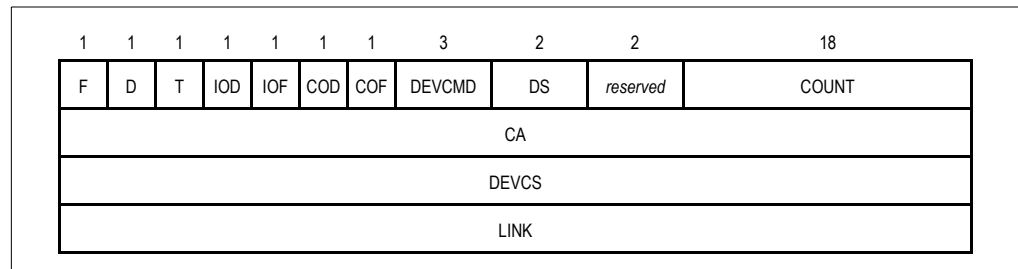 1 1 1 1 1 1 1 3 2 2 18
F D T IOD IOF COD COF DEVCMD DS reserved COUNT
CA
DEVCS
LINK